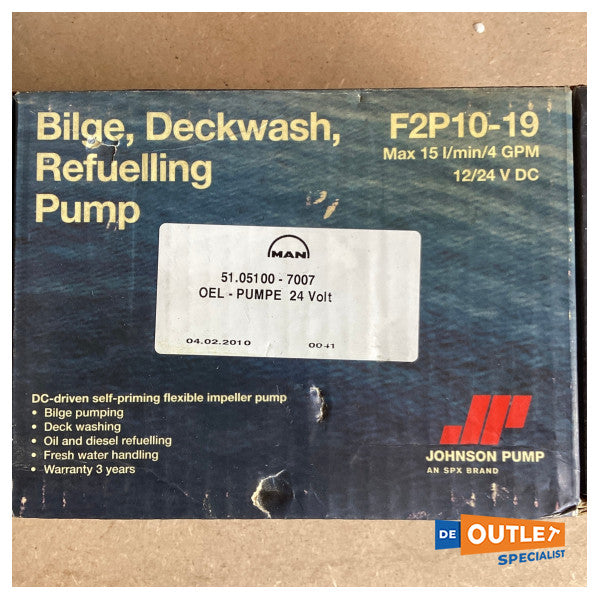 Bilge, Deckwash,
Refuelling
Pump
F2P10-19
Max 15 l/min/4 GPM
12/24 V DC
MAN
51.05100 - 7007
OEL - PUMPE 24 Volt
04.02.2010 0041
DC-driven self-priming flexible impeller pump
• Bilge pumping
• Deck washing
• Oil and diesel refuelling
• Fresh water handling
• Warranty 3 years
JP
JOHNSON PUMP
AN SPX BRAND
DE OUTLET
SPECIALIST